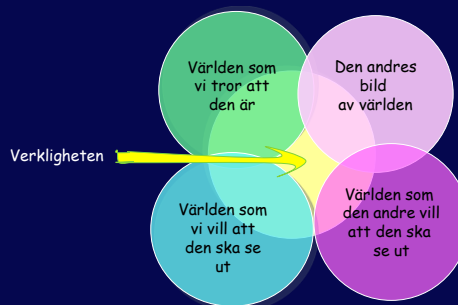 Världen som
vi tror att
den är
Den andres
bild
av världen
Verkligheten
Världen som
vi vill att
den ska se
ut
Världen som
den andre vill
att den ska
se ut